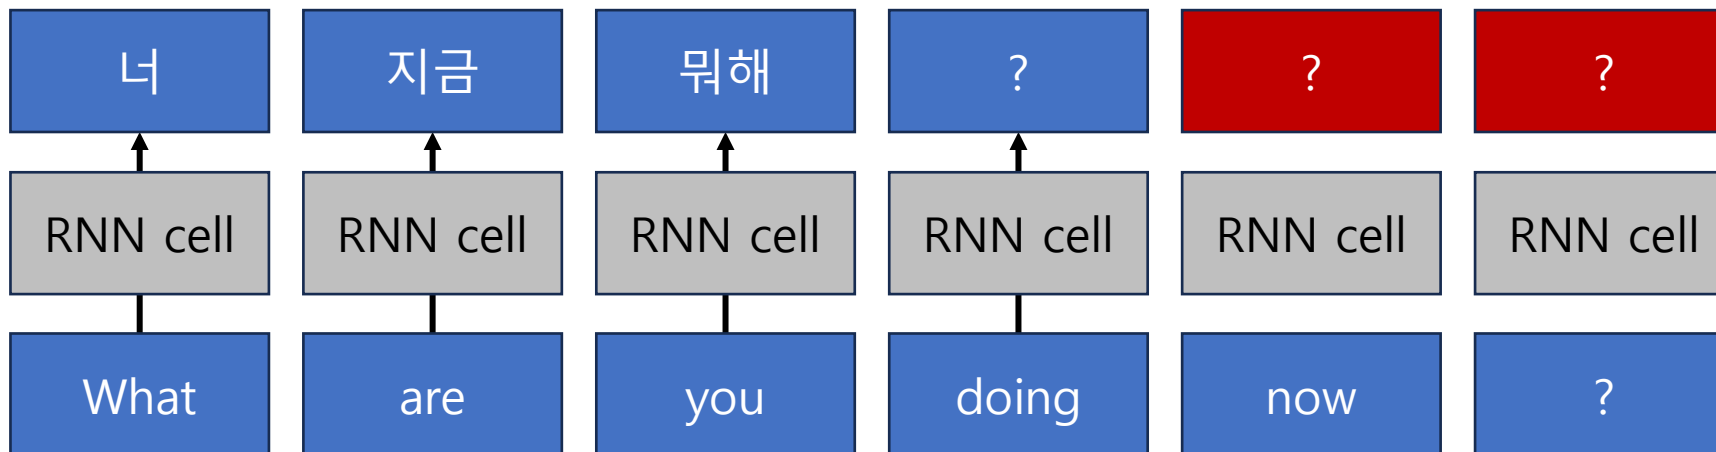 너 지금 뭐해 ? ? ?
RNN cell RNN cell RNN cell RNN cell RNN cell RNN cell
What are you doing now ?